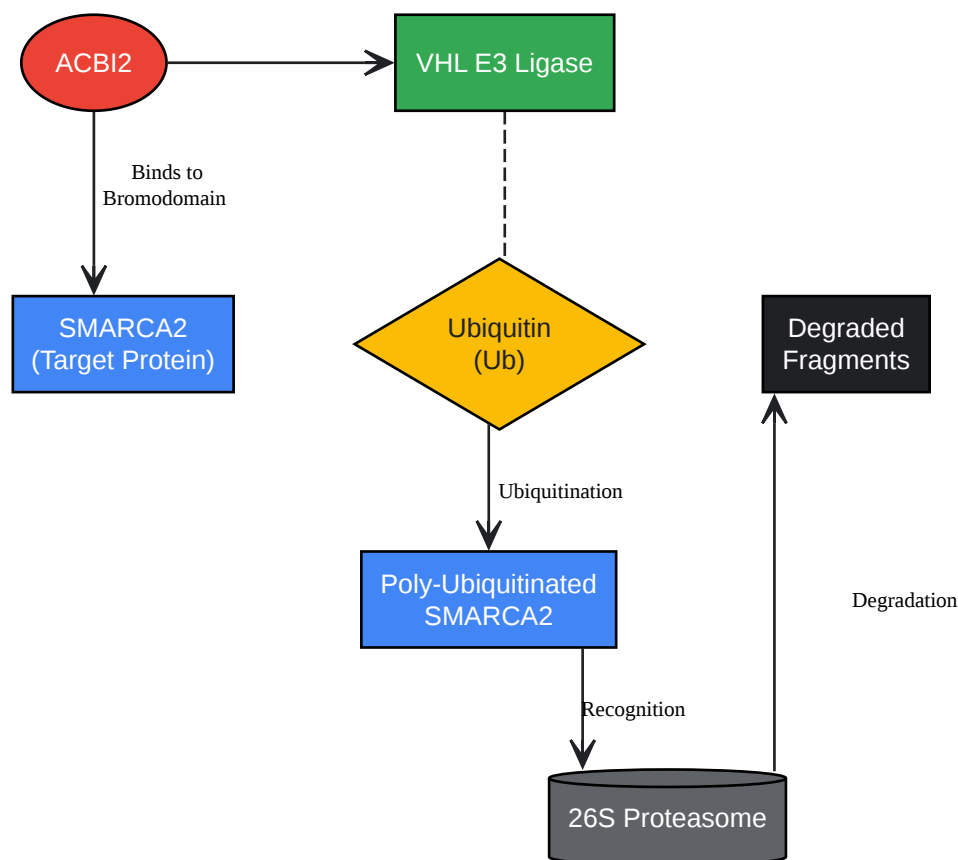 ACBI2
VHL E3 Ligase
Binds to
Bromodomain
SMARCA2
(Target Protein)
Ubiquitin
(Ub)
Degraded
Fragments
Ubiquitination
Poly-Ubiquitinated
SMARCA2
Degradation
Recognition
26S Proteasome